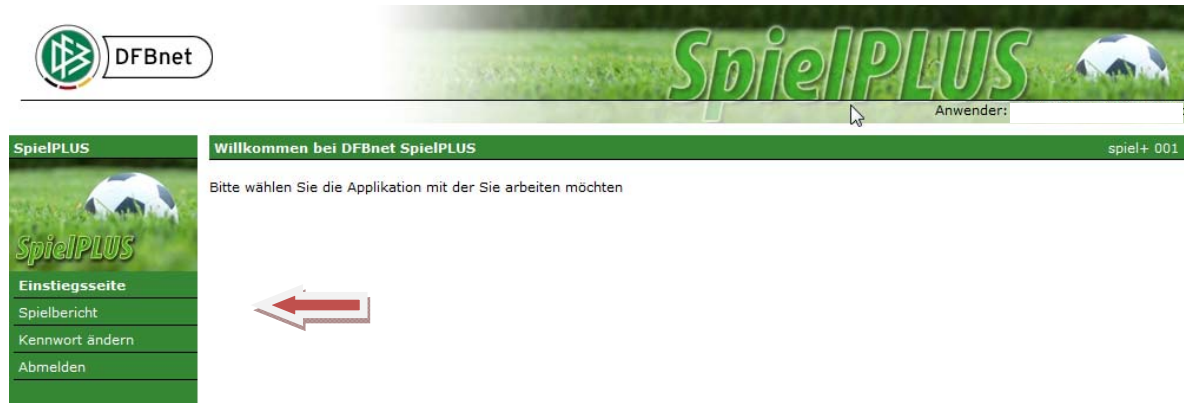 DFBnet
SpielPLUS
Anwender:
SpielPLUS
Willkommen bei DFBnet SpielPLUS
spiel+ 001
Bitte wählen Sie die Applikation mit der Sie arbeiten möchten
SpielPLUS
Einstiegsseite
Spielbericht
Kennwort ändern
Abmelden